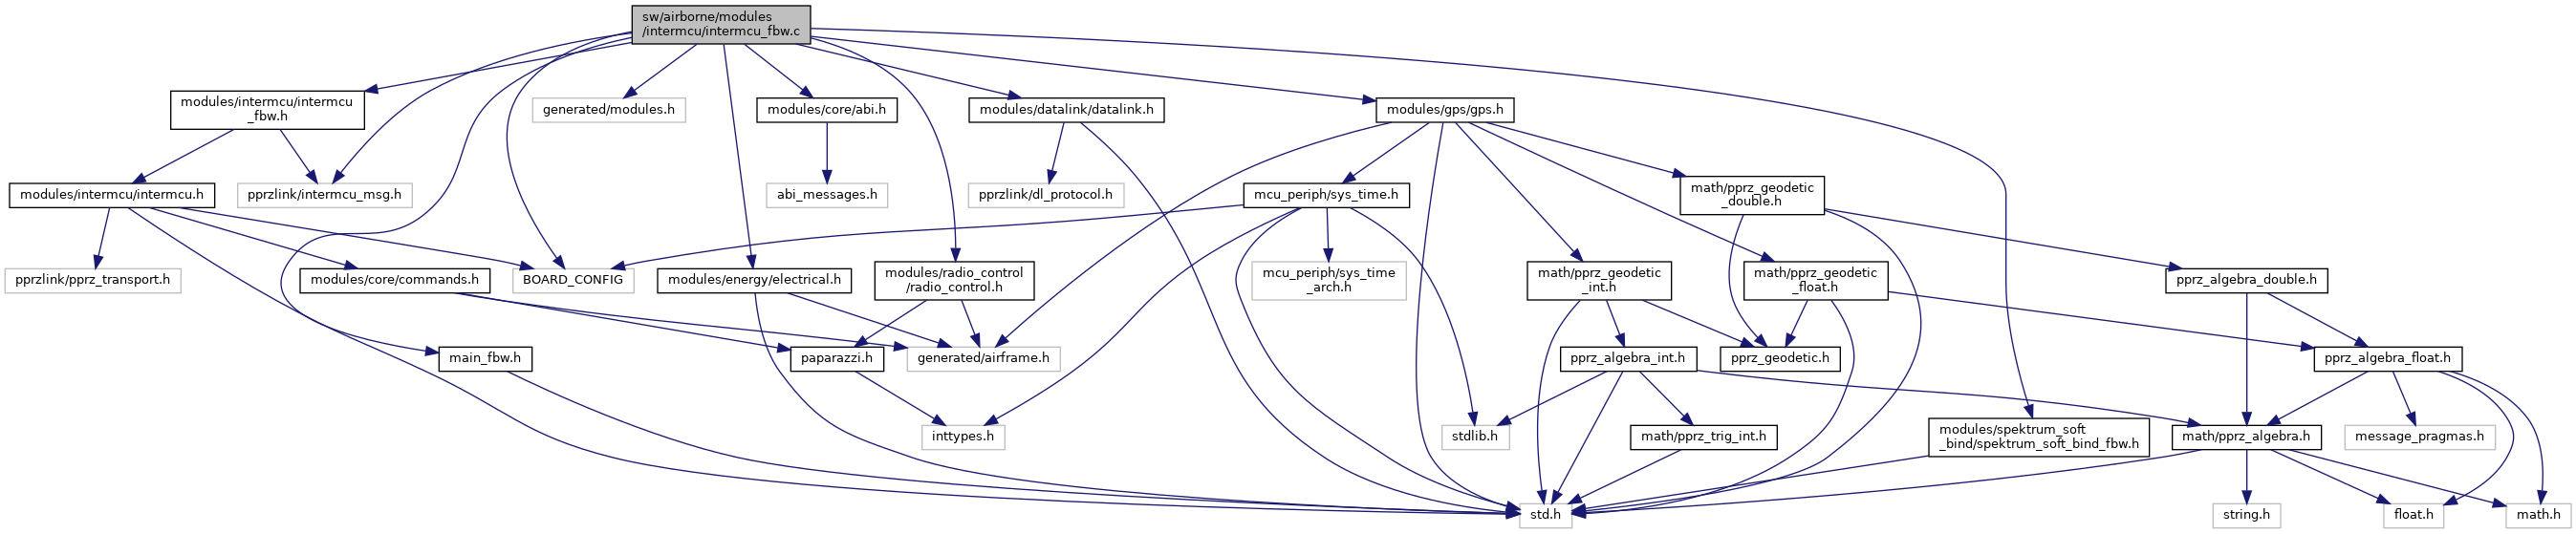 sw/airborne/modules
/intermcu/intermcu_fbw.c
modules/intermcu/intermcu
_fbw.h
generated/modules.h
modules/core/abi.h
modules/datalink/datalink.h
modules/gps/gps.h
modules/intermcu/intermcu.h
pprzlink/intermcu_msg.h
abi_messages.h
pprzlink/dl_protocol.h
mcu_periph/sys_time.h
math/pprz_geodetic
_double.h
pprzlink/pprz_transport.h
modules/core/commands.h
BOARD_CONFIG
modules/energy/electrical.h
modules/radio_control
/radio_control.h
mcu_periph/sys_time
_arch.h
math/pprz_geodetic
_int.h
math/pprz_geodetic
_float.h
pprz_algebra_double.h
main_fbw.h
paparazzi.h
generated/airframe.h
pprz_algebra_int.h
pprz_geodetic.h
pprz_algebra_float.h
inttypes.h
stdlib.h
math/pprz_trig_int.h
modules/spektrum_soft
_bind/spektrum_soft_bind_fbw.h
math/pprz_algebra.h
message_pragmas.h
std.h
string.h
float.h
math.h